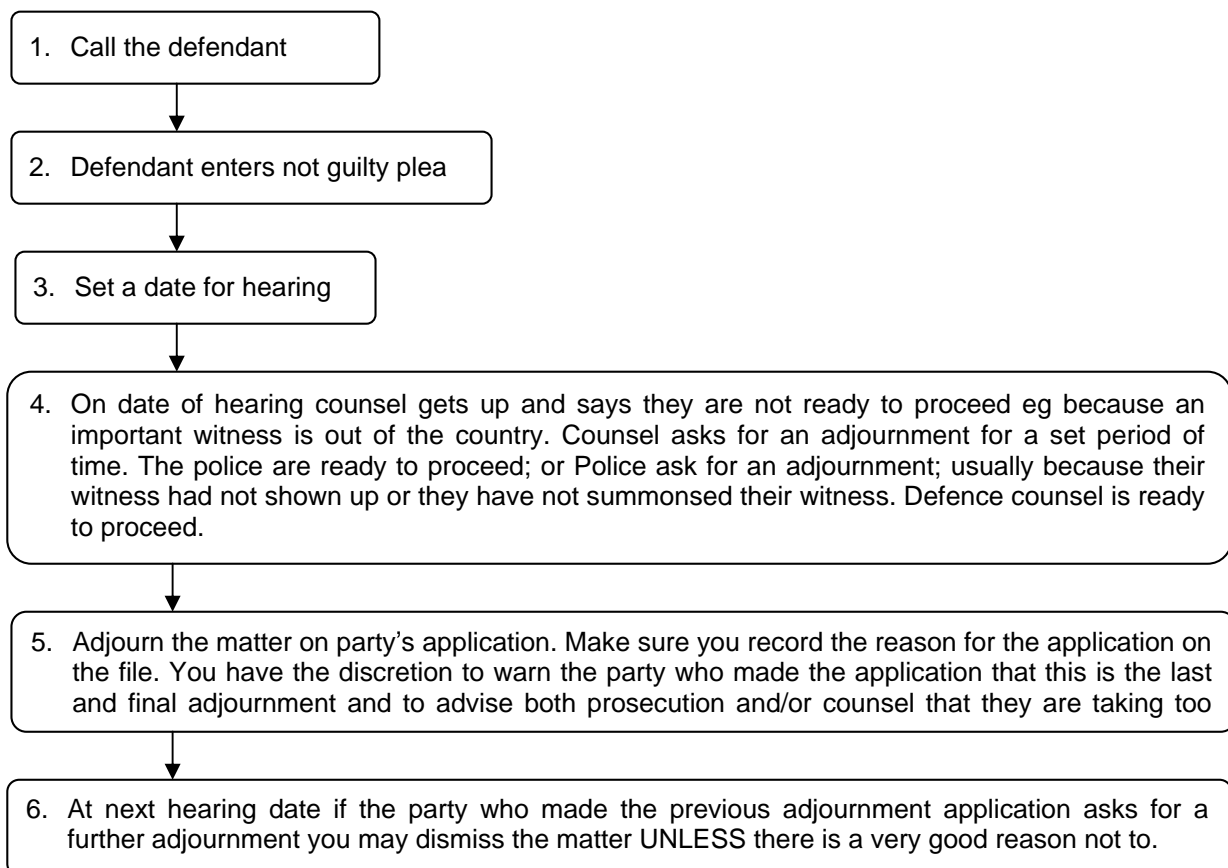 1. Call the defendant
2. Defendant enters not guilty plea
3. Set a date for hearing
4. On date of hearing counsel gets up and says they are not ready to proceed eg because an
important witness is out of the country. Counsel asks for an adjournment for a set period of
time. The police are ready to proceed; or Police ask for an adjournment; usually because their
witness had not shown up or they have not summonsed their witness. Defence counsel is ready
to proceed.
5. Adjourn the matter on party’s application. Make sure you record the reason for the application on
the file. You have the discretion to warn the party who made the application that this is the last
and final adjournment and to advise both prosecution and/or counsel that they are taking too
6. At next hearing date if the party who made the previous adjournment application asks for a
further adjournment you may dismiss the matter UNLESS there is a very good reason not to.